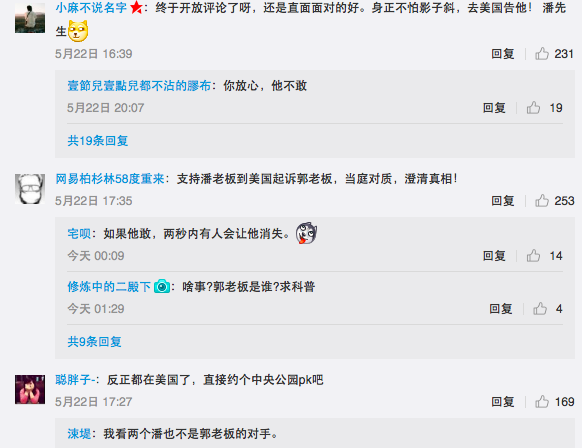 小麻不说名字：终于开放评论了呀，还是直面面对的好。身正不怕影子斜，去美国告他！潘先
生
5月22日 16:39 回复 231
壹節兒壹點兒都不沾的膠布：你放心，他不敢
5月22日 20:07 回复 19
共19条回复
网易柏杉林58度重来：支持潘老板到美国起诉郭老板，当庭对质，澄清真相！
5月22日 17:35 回复 253
宅呗：如果他敢，两秒内有人会让他消失。
今天 00:09 回复 14
修炼中的二殿下：啥事?郭老板是谁?求科普
今天 01:29 回复 4
共9条回复
聪胖子-：反正都在美国了，直接约个中央公园pk吧
5月22日 17:27 回复 169
涑堤：我看两个潘也不是郭老板的对手。